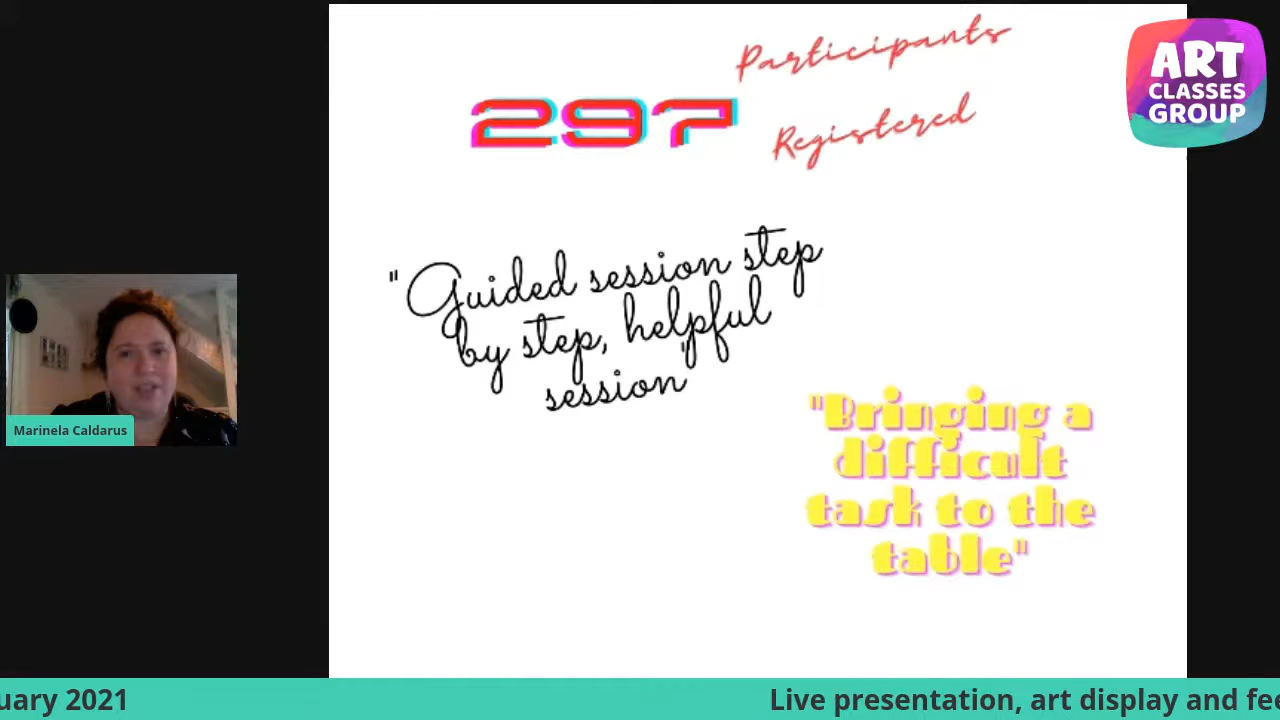 Participants
297
Registered
ART
CLASSES
GROUP
"Guided session step
by step, helpful
session"
"Bringing a
difficult
task to the
table"
Marinela Caldarus
uary 2021
Live presentation, art display and fee